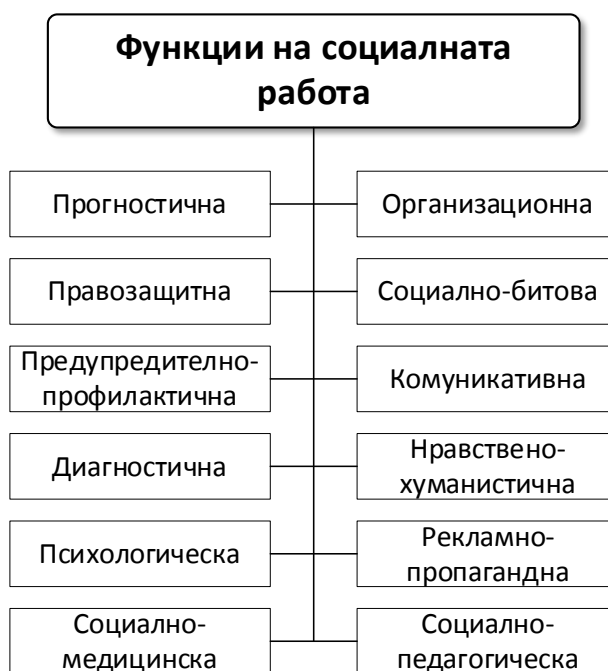 Функции на социалната
работа
Прогностична
Организационна
Правозащитна
Социално-битова
Предупредително-
профилактична
Комуникативна
Диагностична
Нравствено-
хуманистична
Психологическа
Рекламно-
пропагандна
Социално-
медицинска
Социално-
педагогическа